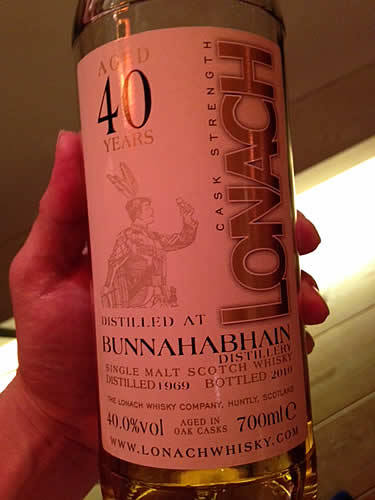 AGED
40
YEARS
CASK STRENGTH
LONACH
DISTILLED AT
BUNNAHABHAIN
DISTILLERY
SINGLE MALT SCOTCH WHISKY
DISTILLED 1969 BOTTLED 2010
THE LONACH WHISKY COMPANY, HUNTLY, SCOTLAND
40.0%vol
AGED IN
OAK CASKS
700ml C
WWW.LONACHWHISKY.COM